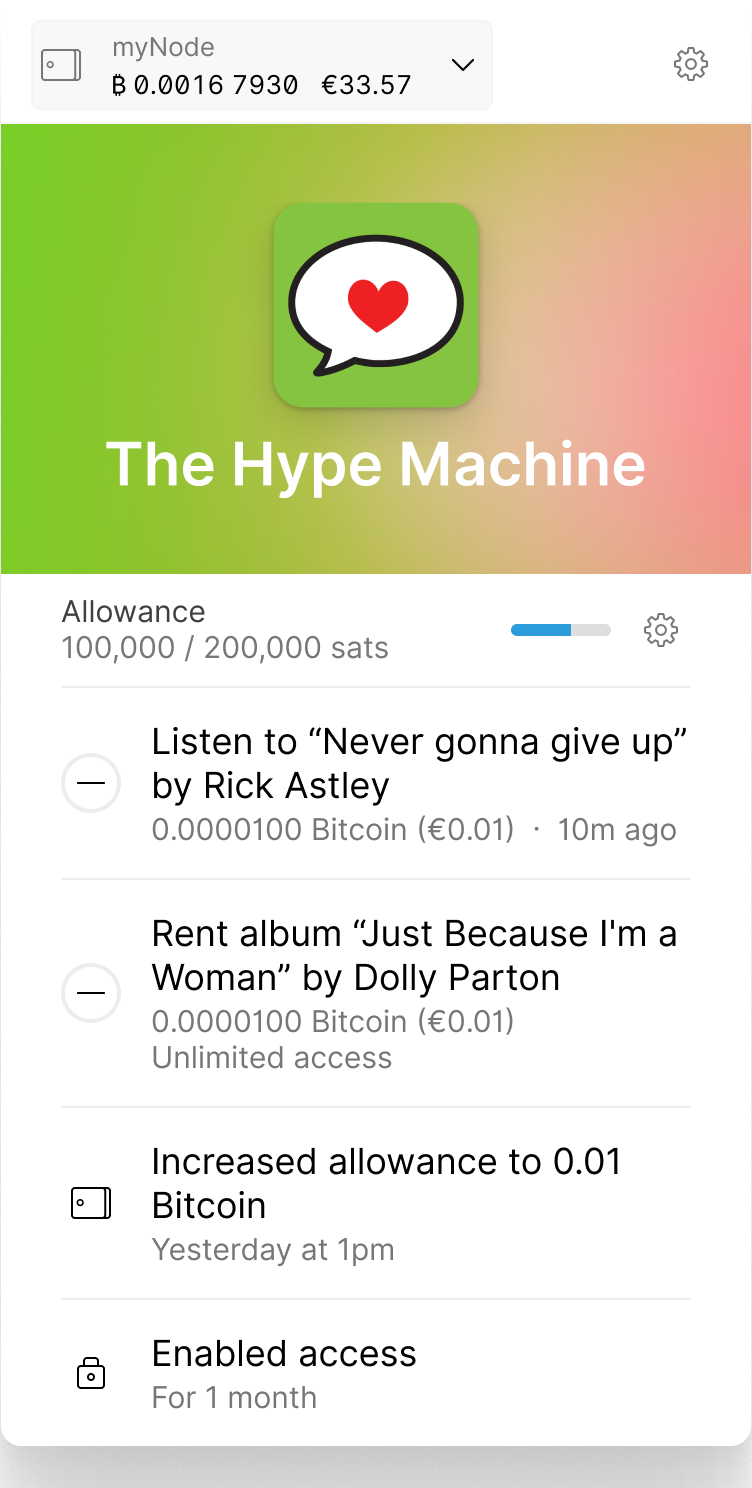 myNode
₿ 0.0016 7930 €33.57
The Hype Machine
Allowance
100,000 / 200,000 sats
Listen to “Never gonna give up”
by Rick Astley
0.0000100 Bitcoin (€0.01) · 10m ago
Rent album “Just Because I'm a
Woman” by Dolly Parton
0.0000100 Bitcoin (€0.01)
Unlimited access
Increased allowance to 0.01
Bitcoin
Yesterday at 1pm
Enabled access
For 1 month